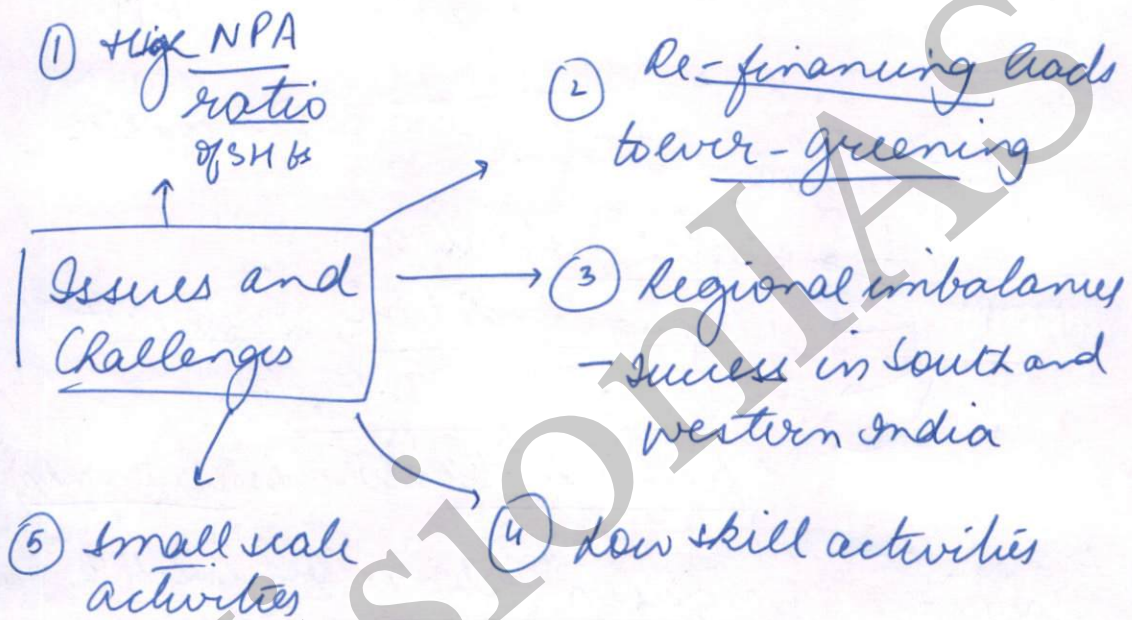 ① High NPA
ratio
of SHGs
② Re-financing leads
to ever-greening
Issues and
Challenges
③ Regional imbalances
- success in South and
western India
④ Low skill activities
⑤ Small scale
activities
VisionIAS